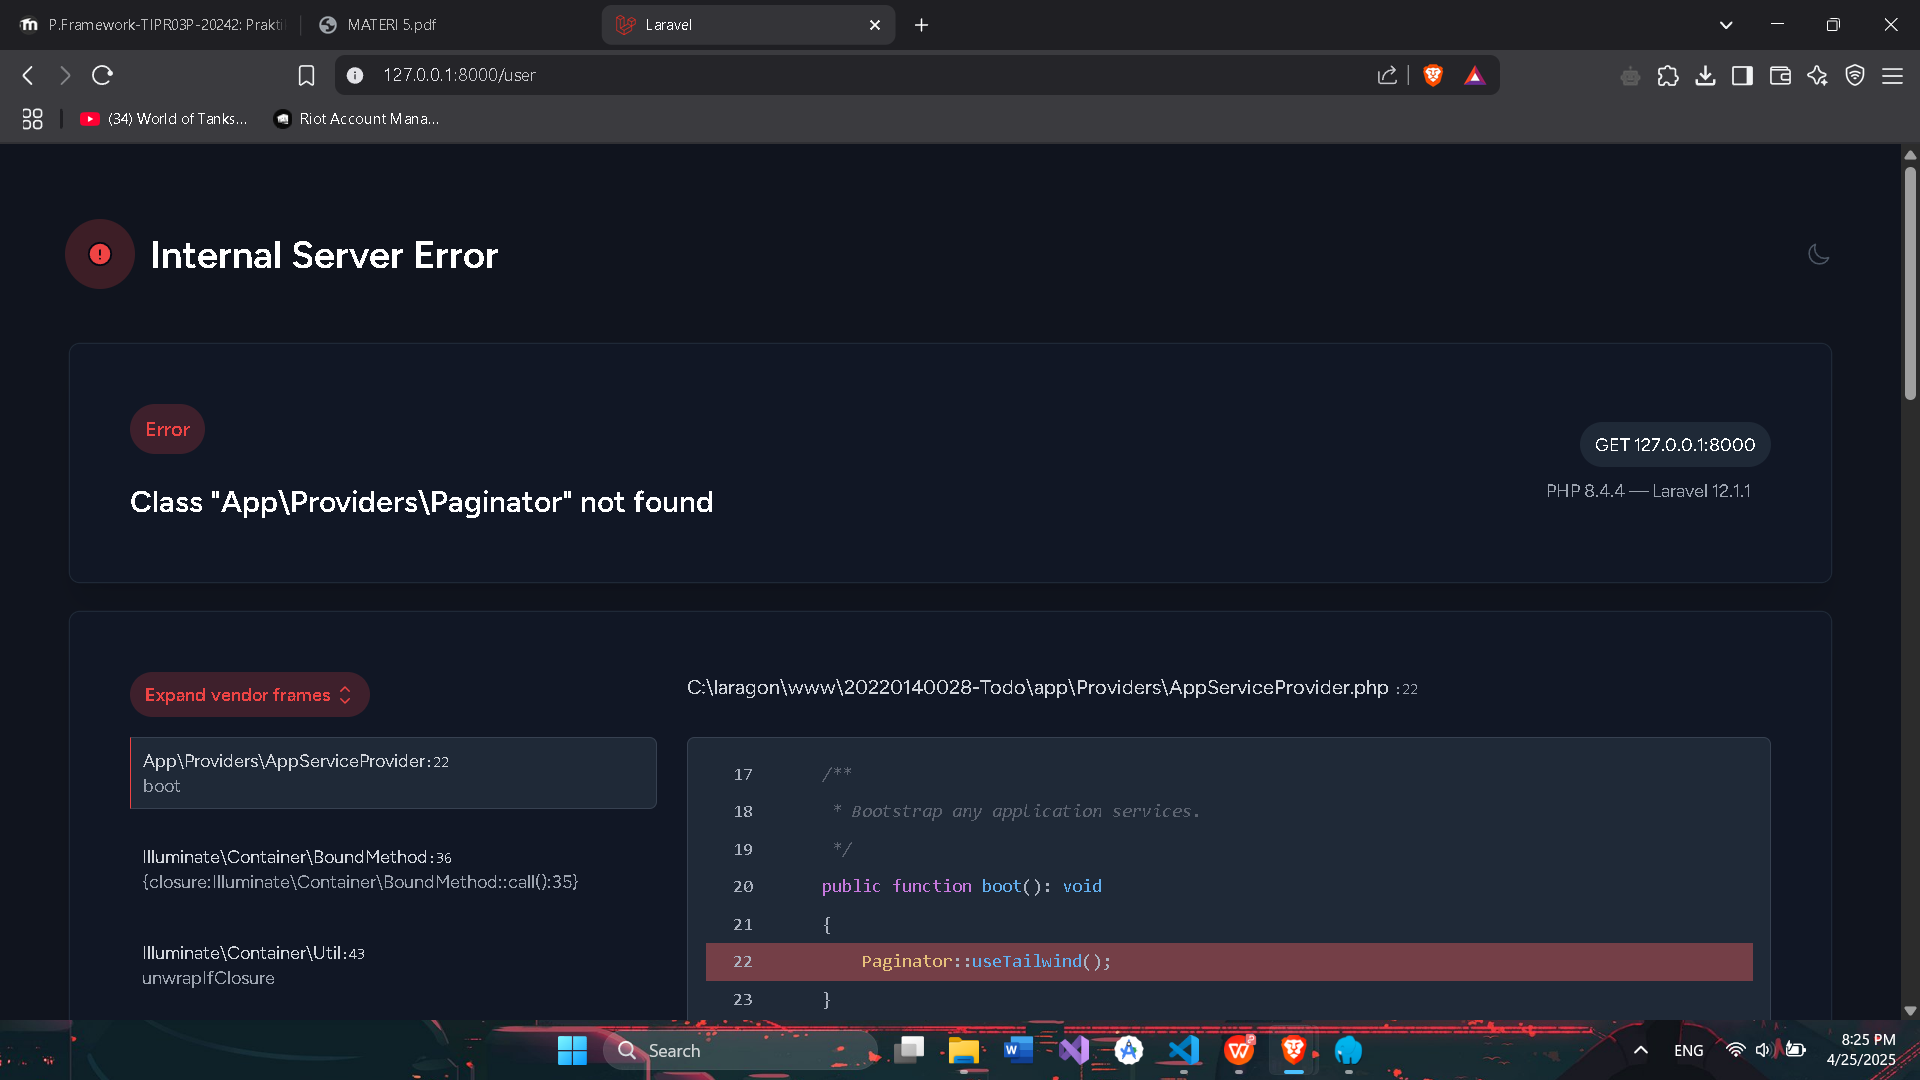 P.Framework-TIPR03P-20242: Prakti
MATERI 5.pdf
Laravel
127.0.0.1:8000/user
(34) World of Tanks...
Riot Account Mana...
Internal Server Error
Error
GET 127.0.0.1:8000
Class "App\Providers\Paginator" not found
PHP 8.4.4 — Laravel 12.1.1
Expand vendor frames
C:\laragon\www\20220140028-Todo\app\Providers\AppServiceProvider.php :22
App\Providers\AppServiceProvider:22
boot
Illuminate\Container\BoundMethod:36
{closure:Illuminate\Container\BoundMethod::call():35}
Illuminate\Container\Util:43
unwrapIfClosure
17 /**
18 * Bootstrap any application services.
19 */
20 public function boot(): void
21 {
22 Paginator::useTailwind();
23 }
Search
ENG
8:25 PM
4/25/2025